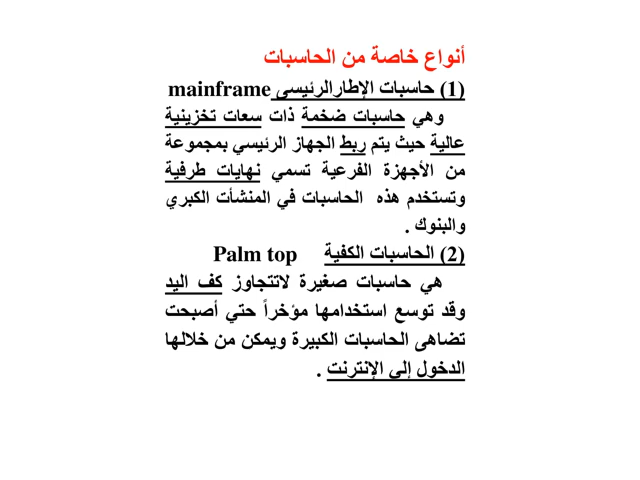 أنواع خاصة من الحاسبات
(1) حاسبات الإطارالرئيسى mainframe
وهي حاسبات ضخمة ذات سعات تخزينية
عالية حيث يتم ربط الجهاز الرئيسي بمجموعة
من الأجهزة الفرعية تسمي نهايات طرفية
وتستخدم هذه الحاسبات في المنشأت الكبري
والبنوك .
(2) الحاسبات الكفية Palm top
هي حاسبات صغيرة لاتتجاوز كف اليد
وقد توسع استخدامها مؤخراً حتي أصبحت
تضاهى الحاسبات الكبيرة ويمكن من خلالها
الدخول إلي الإنترنت .